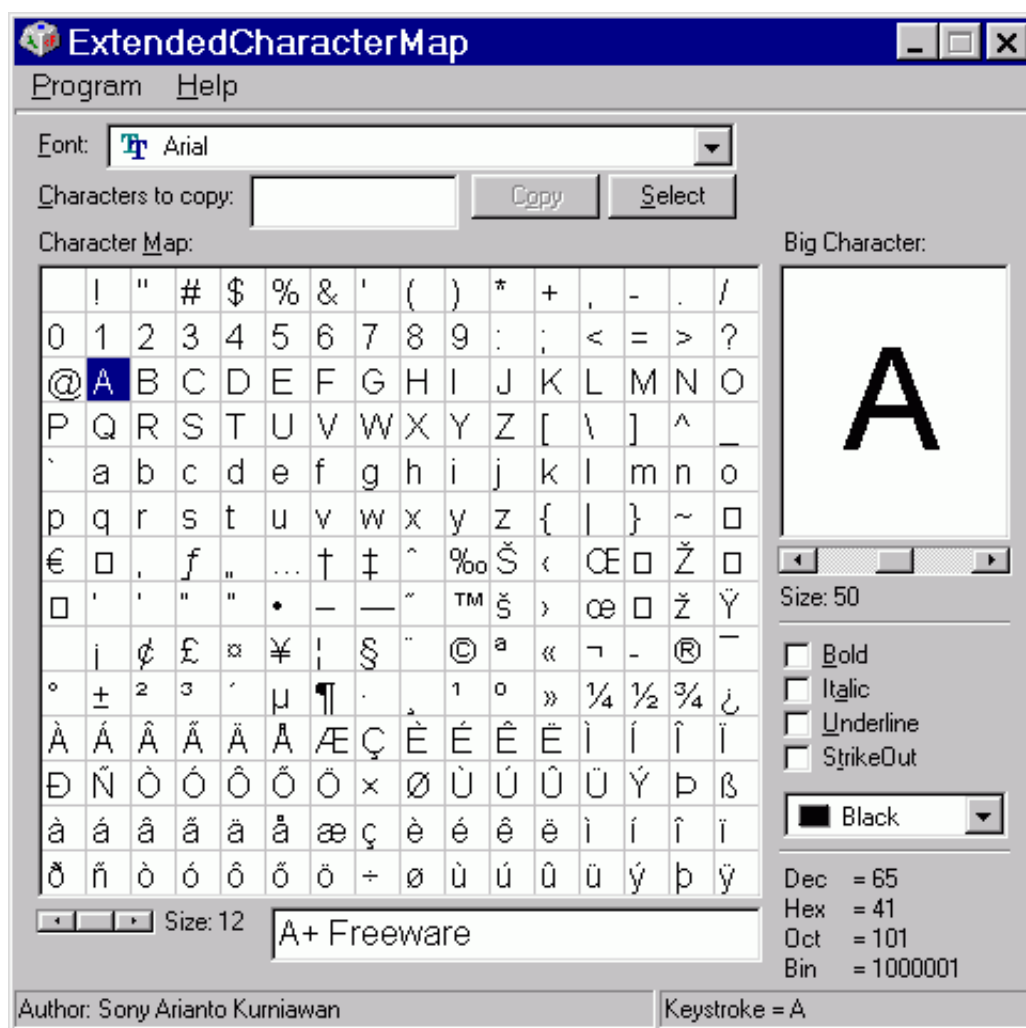 ExtendedCharacterMap
Program Help
Font: Arial
Characters to copy: Copy Select
Character Map: Big Character:
! " # $ % & ' ( ) * + , - . /
0 1 2 3 4 5 6 7 8 9 : ; < = > ?
@ A B C D E F G H I J K L M N O
P Q R S T U V W X Y Z [ \ ] ^ _
` a b c d e f g h i j k l m n o
p q r s t u v w x y z { | } ~ □
€ □ ‚ ƒ „ … † ‡ ˆ ‰ Š ‹ Œ □ Ž □
□ ‘ ’ “ ” • – — ˜ ™ š › œ □ ž Ÿ
¡ ¢ £ ¤ ¥ ¦ § ¨ © ª « ¬ - ® ¯
° ± ² ³ ´ µ ¶ · ¸ ¹ º » ¼ ½ ¾ ¿
À Á Â Ã Ä Å Æ Ç È É Ê Ë Ì Í Î Ï
Ð Ñ Ò Ó Ô Õ Ö × Ø Ù Ú Û Ü Ý Þ ß
à á â ã ä å æ ç è é ê ë ì í î ï
ð ñ ò ó ô õ ö ÷ ø ù ú û ü ý þ ÿ
A
Size: 50
Bold
Italic
Underline
StrikeOut
Black
Dec = 65
Hex = 41
Oct = 101
Bin = 1000001
Size: 12 A+ Freeware
Author: Sony Arianto Kurniawan Keystroke = A